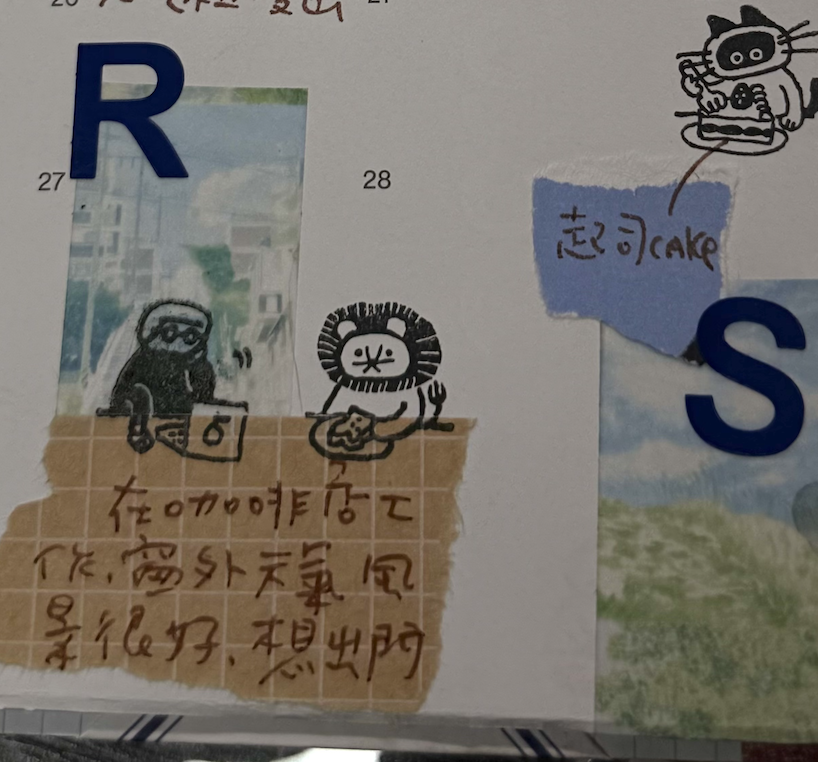 R
27
28
起司cAKe
S
在咖啡店工
作，窗外天氣風
景很好，想出門